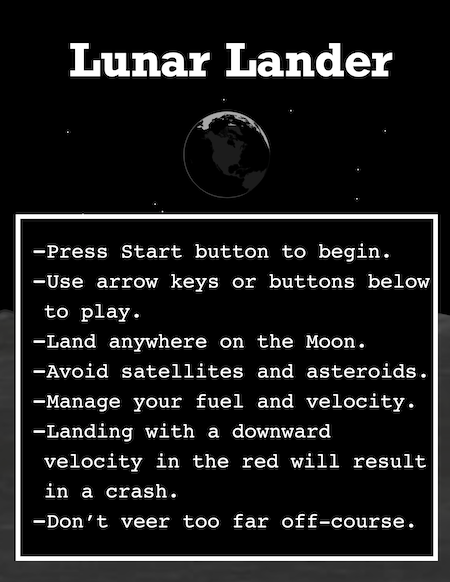 Lunar Lander
-Press Start button to begin.
-Use arrow keys or buttons below
to play.
-Land anywhere on the Moon.
-Avoid satellites and asteroids.
-Manage your fuel and velocity.
-Landing with a downward
velocity in the red will result
in a crash.
-Don’t veer too far off-course.